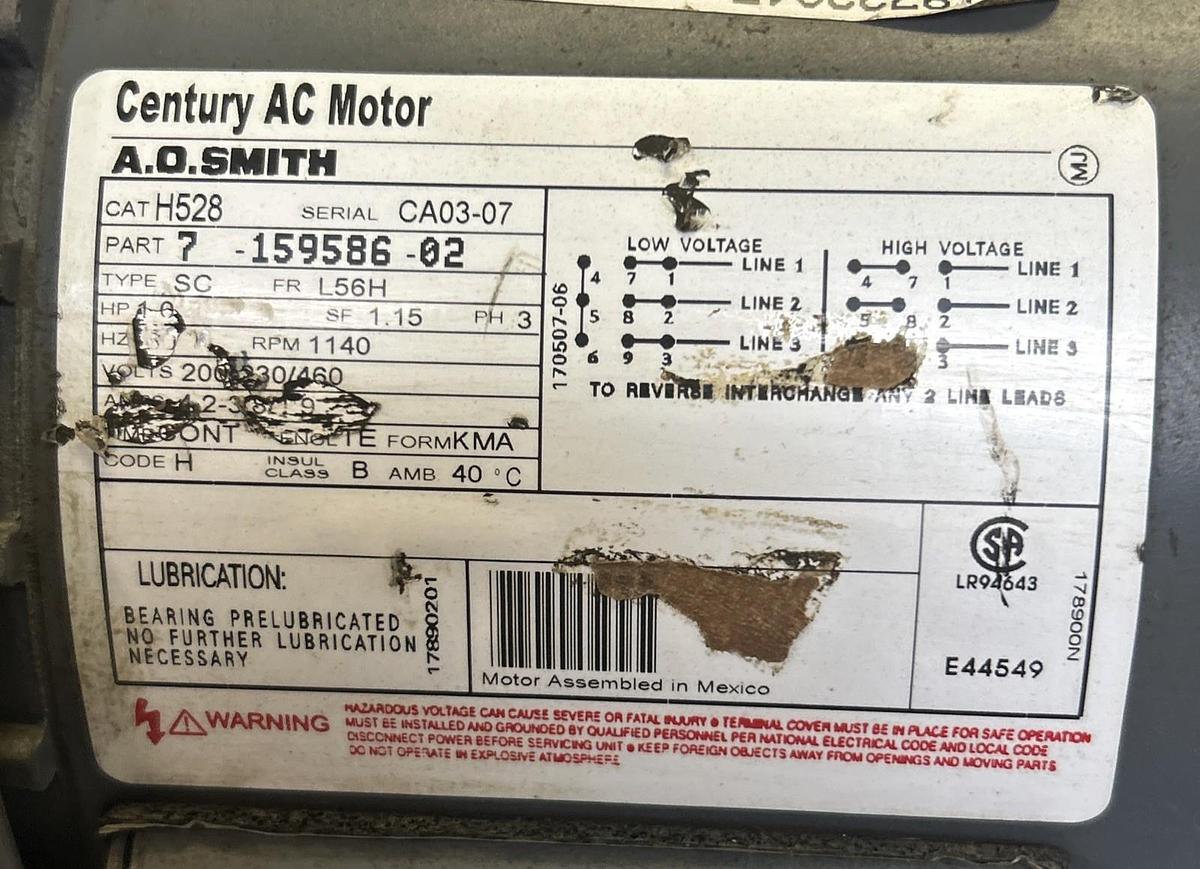 Century AC Motor
A.O.SMITH
MJ
CAT H528 SERIAL CA03-07
PART 7 -159586 -02
TYPE SC FR L56H
HP SF 1.15 PH 3
HZ RPM 1140
VOLTS 200 230/460
CONT TE FORM KMA
CODE H INSUL CLASS B AMB 40 °C
170507-06
LOW VOLTAGE
4 7 1 LINE 1
5 8 2 LINE 2
6 9 3 LINE 3
HIGH VOLTAGE
4 7 1 LINE 1
5 8 2 LINE 2
3 LINE 3
TO REVERSE INTERCHANGE ANY 2 LINE LEADS
LUBRICATION:
BEARING PRELUBRICATED
NO FURTHER LUBRICATION
NECESSARY
17890201
Motor Assembled in Mexico
SA
LR94643
E44549
178900N
WARNING
HAZARDOUS VOLTAGE CAN CAUSE SEVERE OR FATAL INJURY ● TERMINAL COVER MUST BE IN PLACE FOR SAFE OPERATION
MUST BE INSTALLED AND GROUNDED BY QUALIFIED PERSONNEL PER NATIONAL ELECTRICAL CODE AND LOCAL CODE
DISCONNECT POWER BEFORE SERVICING UNIT ● KEEP FOREIGN OBJECTS AWAY FROM OPENINGS AND MOVING PARTS
DO NOT OPERATE IN EXPLOSIVE ATMOSPHERE